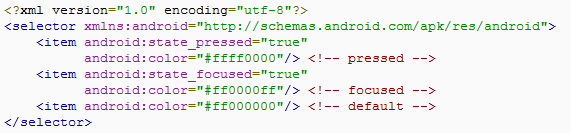 <?xml version="1.0" encoding="utf-8"?>
<selector xmlns:android="http://schemas.android.com/apk/res/android">
    <item android:state_pressed="true"
          android:color="#ffff0000"/> <!-- pressed -->
    <item android:state_focused="true"
          android:color="#ff0000ff"/> <!-- focused -->
    <item android:color="#ff000000"/> <!-- default -->
</selector>